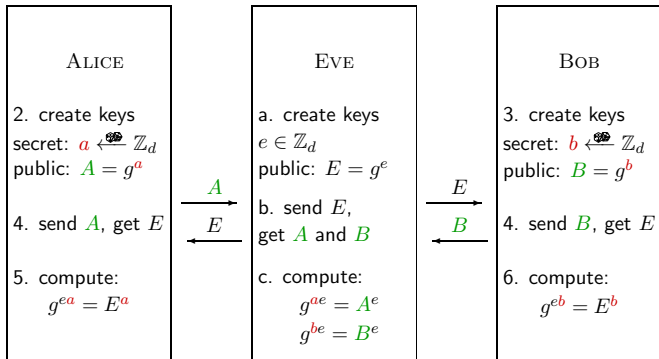 ALICE
2. create keys
secret: a ← ℤ_d
public: A = g^a
4. send A, get E
5. compute:
g^{ea} = E^a
A
E
EVE
a. create keys
e ∈ ℤ_d
public: E = g^e
b. send E,
get A and B
c. compute:
g^{ae} = A^e
g^{be} = B^e
E
B
BOB
3. create keys
secret: b ← ℤ_d
public: B = g^b
4. send B, get E
6. compute:
g^{eb} = E^b